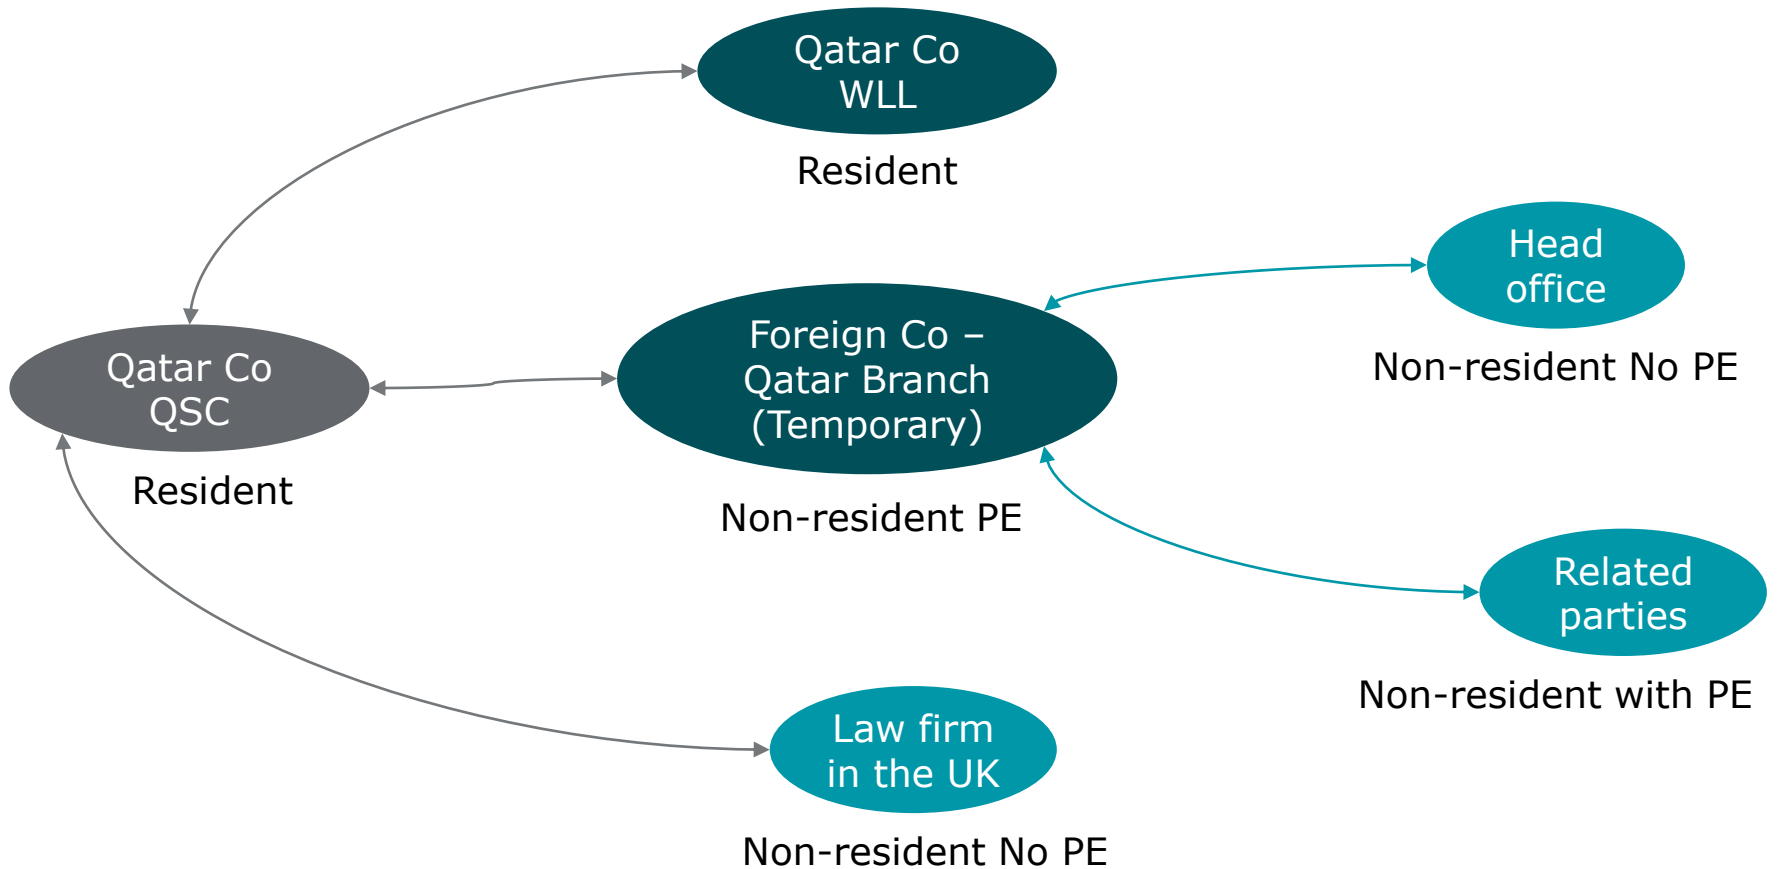 Qatar Co
WLL
Resident
Head
office
Non-resident No PE
Foreign Co –
Qatar Branch
(Temporary)
Non-resident PE
Qatar Co
QSC
Resident
Related
parties
Non-resident with PE
Law firm
in the UK
Non-resident No PE